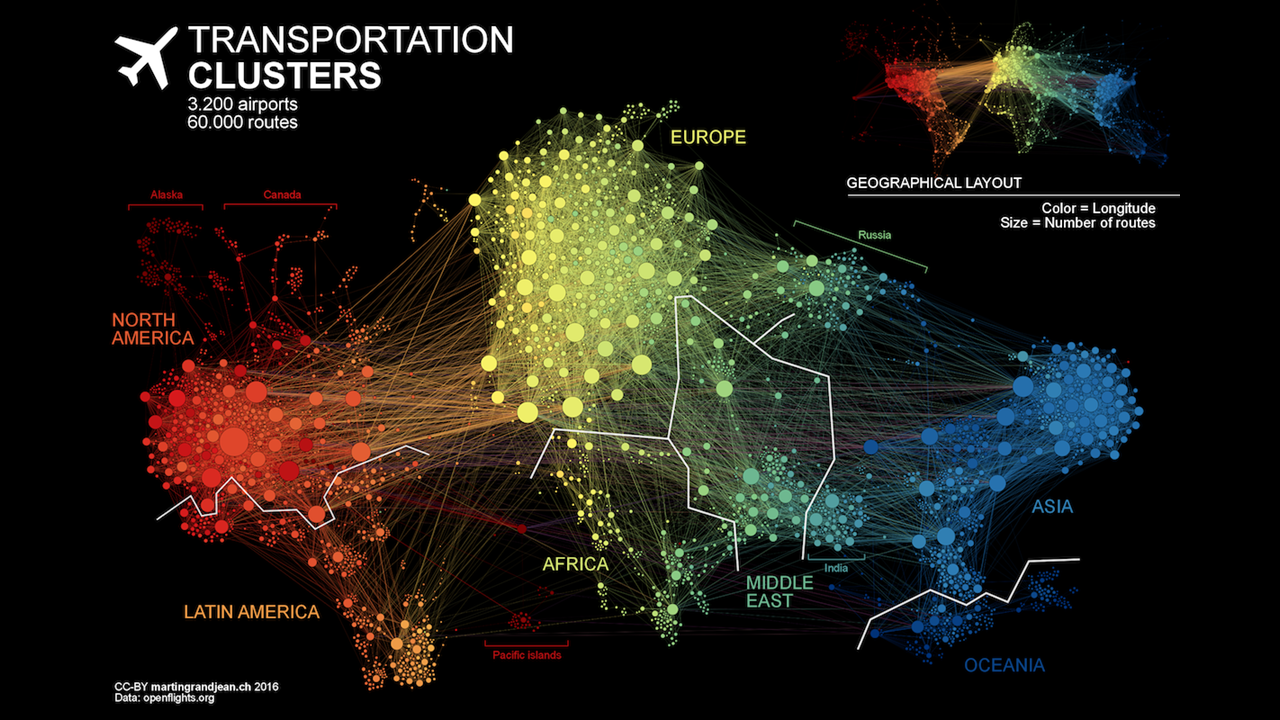 TRANSPORTATION
CLUSTERS
3.200 airports
60.000 routes
GEOGRAPHICAL LAYOUT
Color = Longitude
Size = Number of routes
EUROPE
Alaska
Canada
Russia
NORTH
AMERICA
ASIA
AFRICA
India
MIDDLE
EAST
LATIN AMERICA
Pacific islands
OCEANIA
CC-BY martingrandjean.ch 2016
Data: openflights.org